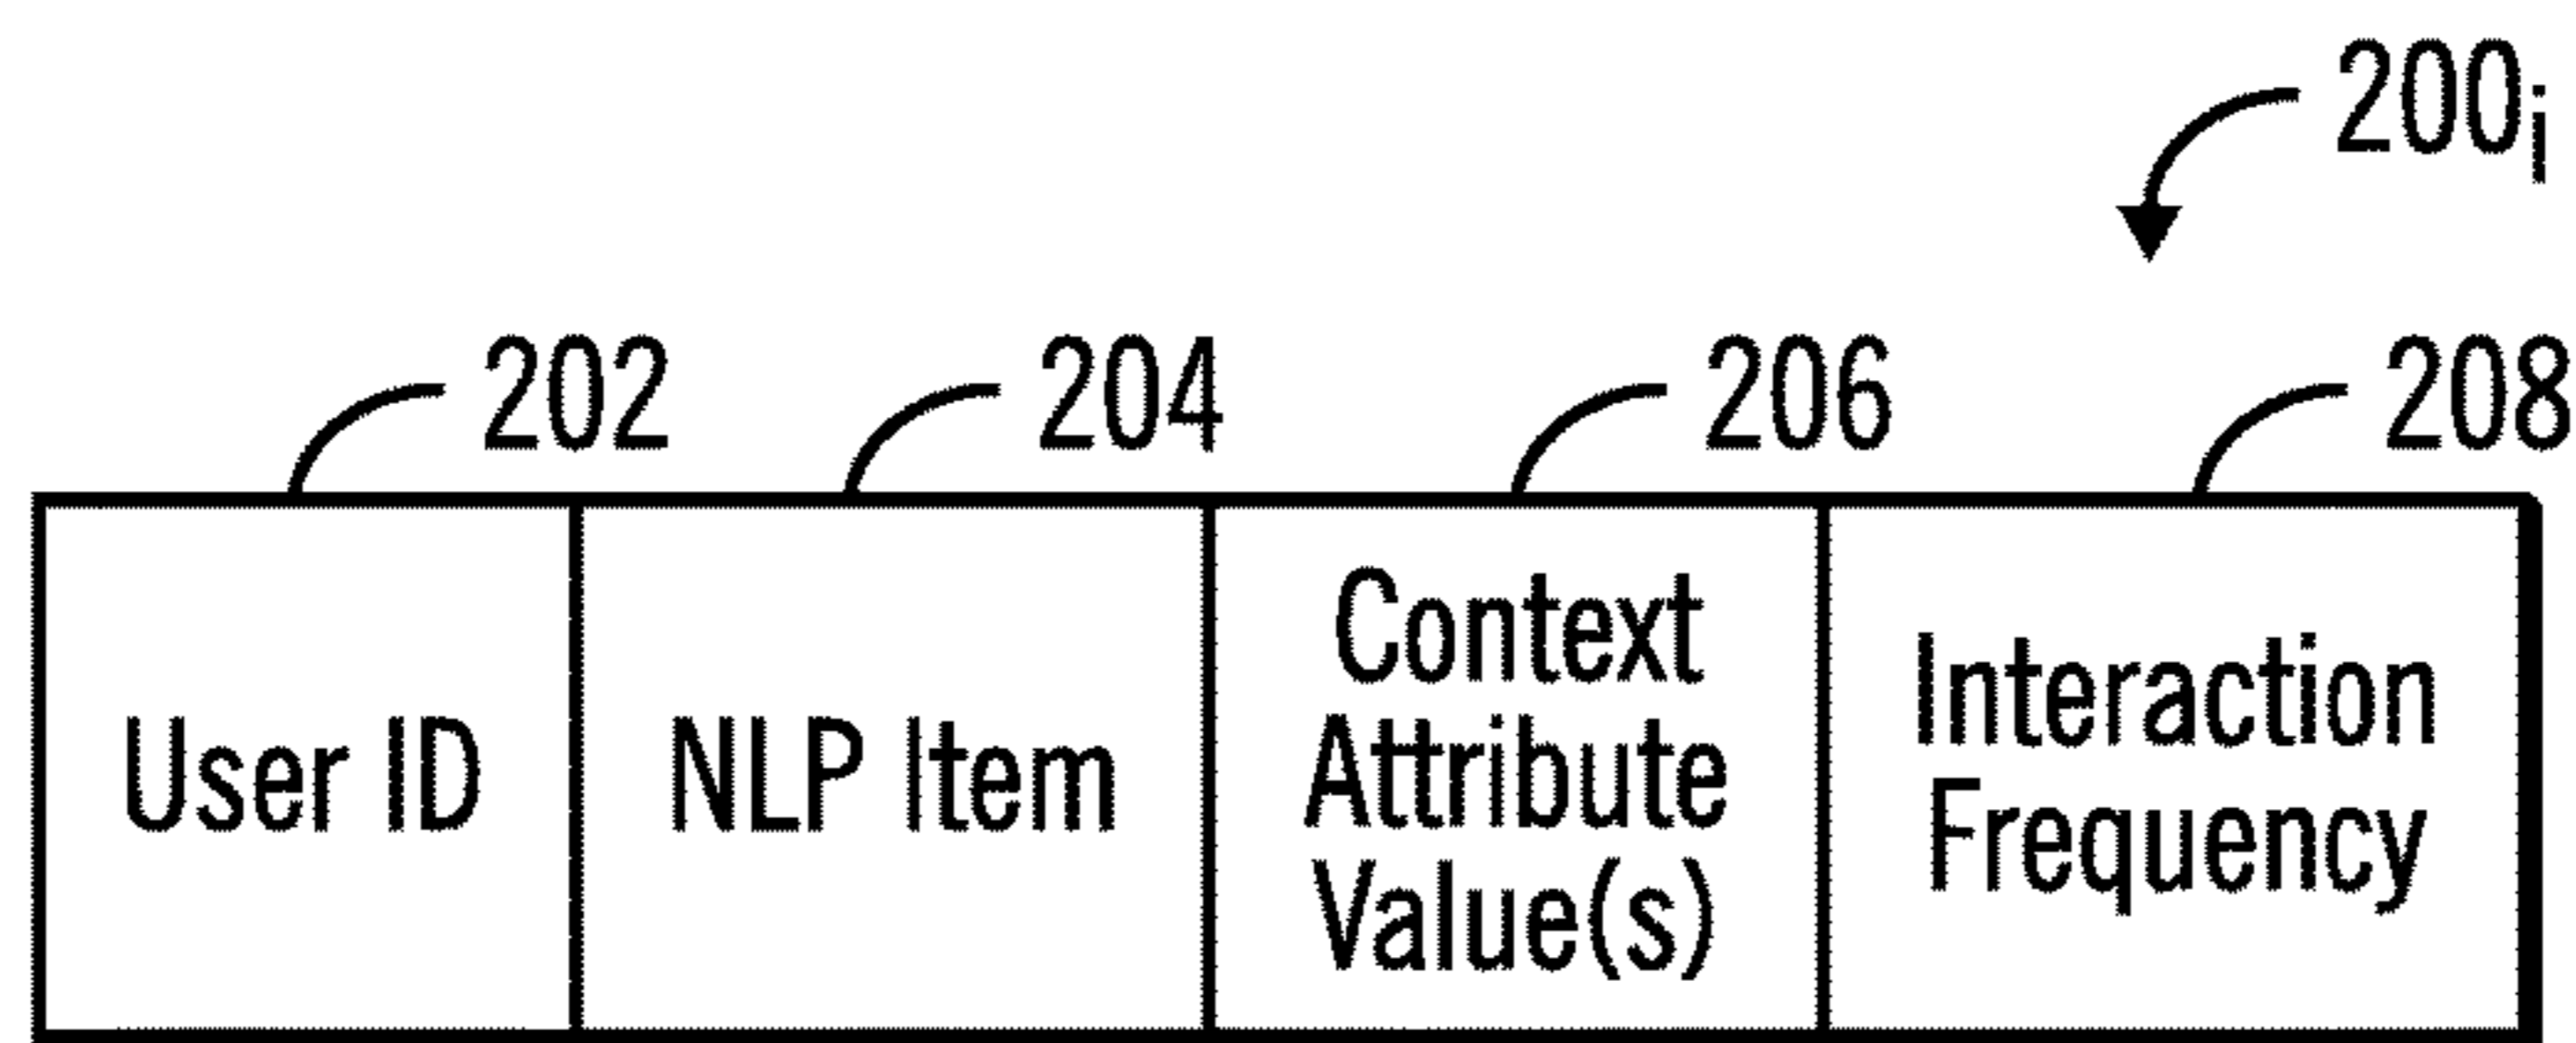 200i
202 204 206 208
User ID
NLP Item
Context
Attribute
Value(s)
Interaction
Frequency